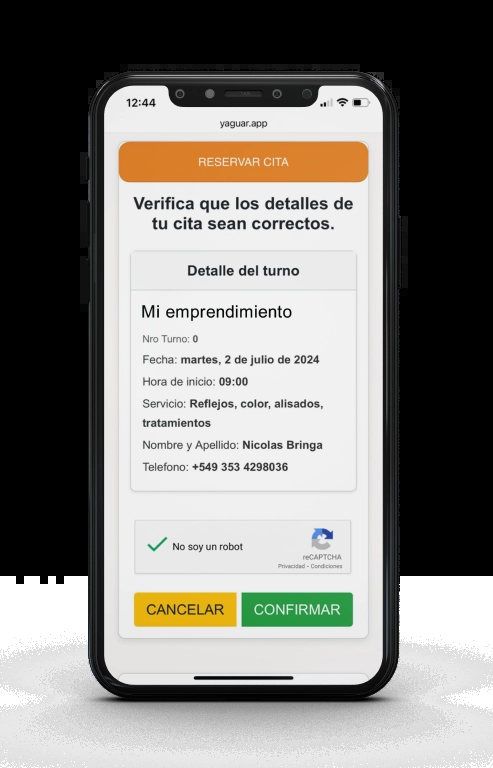 12:44
yaguar.app
RESERVAR CITA
Verifica que los detalles de
tu cita sean correctos.
Detalle del turno
Mi emprendimiento
Nro Turno: 0
Fecha: martes, 2 de julio de 2024
Hora de inicio: 09:00
Servicio: Reflejos, color, alisados,
tratamientos
Nombre y Apellido: Nicolas Bringa
Telefono: +549 353 4298036
No soy un robot
reCAPTCHA
Privacidad - Condiciones
CANCELAR
CONFIRMAR